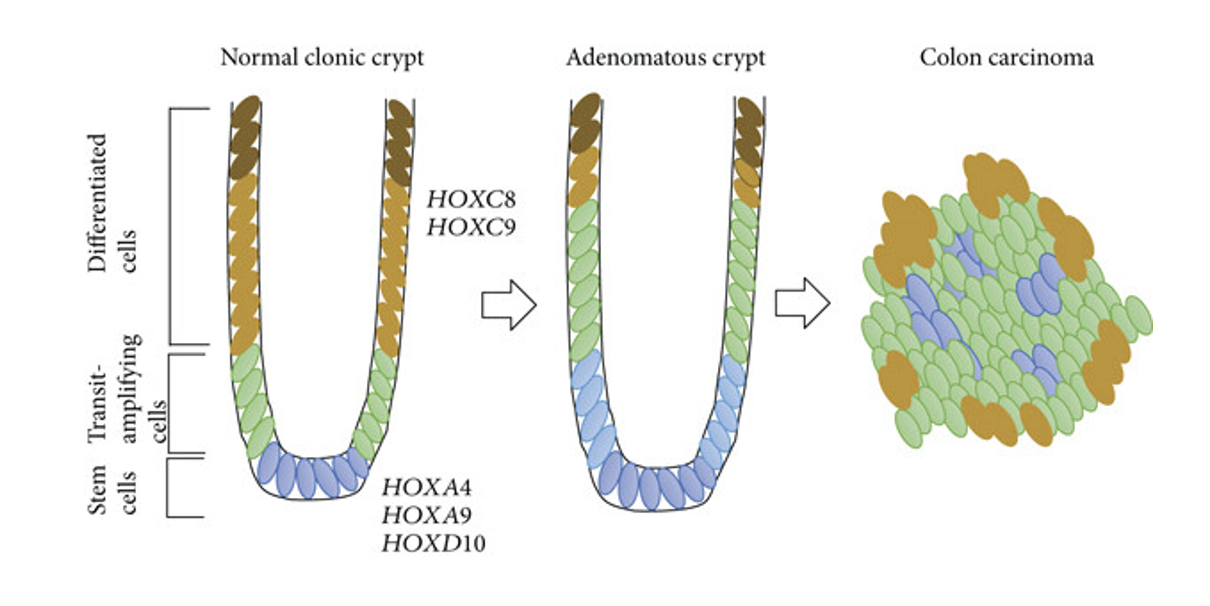 Normal clonic crypt
Adenomatous crypt
Colon carcinoma
Differentiated
cells
HOXC8
HOXC9
Transit-
amplifying
cells
Stem
cells
HOXA4
HOXA9
HOXD10